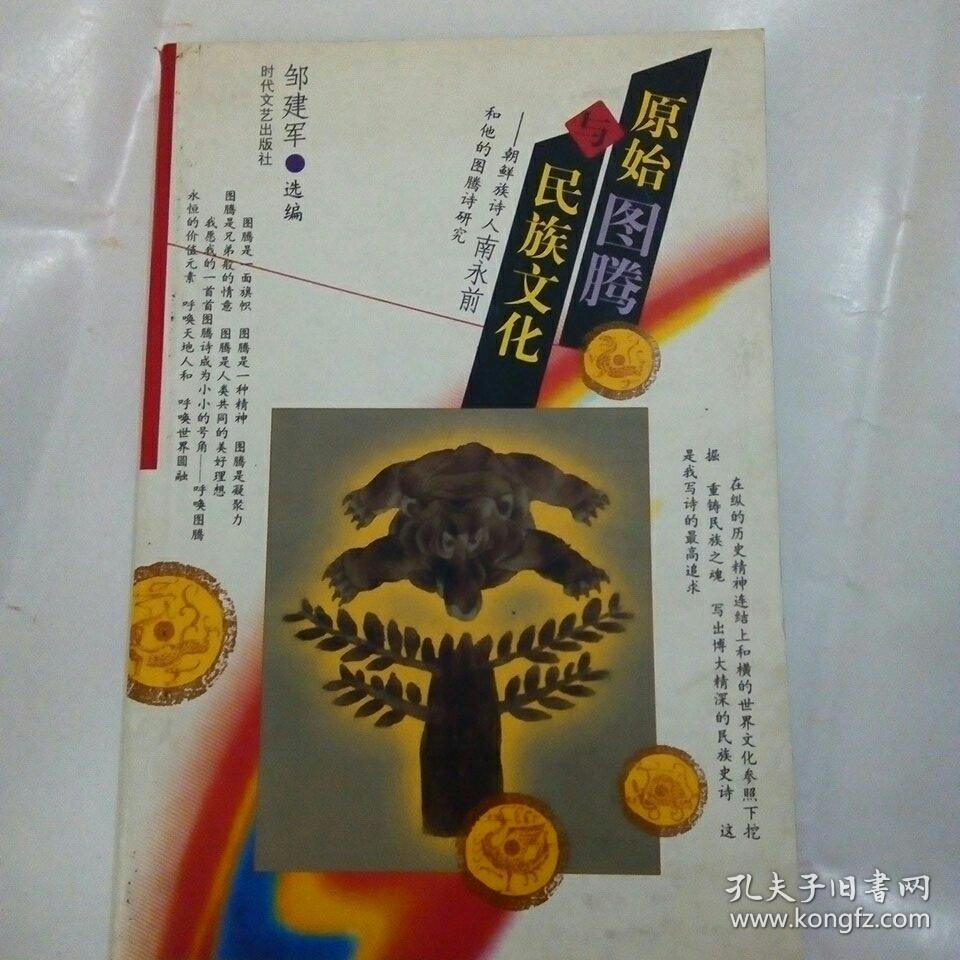 原始图腾
与
民族文化
——朝鲜族诗人南永前
和他的图腾诗研究
邹建军●选编
时代文艺出版社
图腾是一面旗帜 图腾是一种精神 图腾是凝聚力
图腾是兄弟般的情意 图腾是人类共同的美好理想
我愿我的一首首图腾诗成为小小的号角——呼唤图腾
永恒的价值元素 呼唤天地人和 呼唤世界圆融
在纵的历史精神连结上和横的世界文化参照下挖
掘 重铸民族之魂 写出博大精深的民族史诗 这
是我写诗的最高追求
孔夫子旧书网
www.kongfz.com